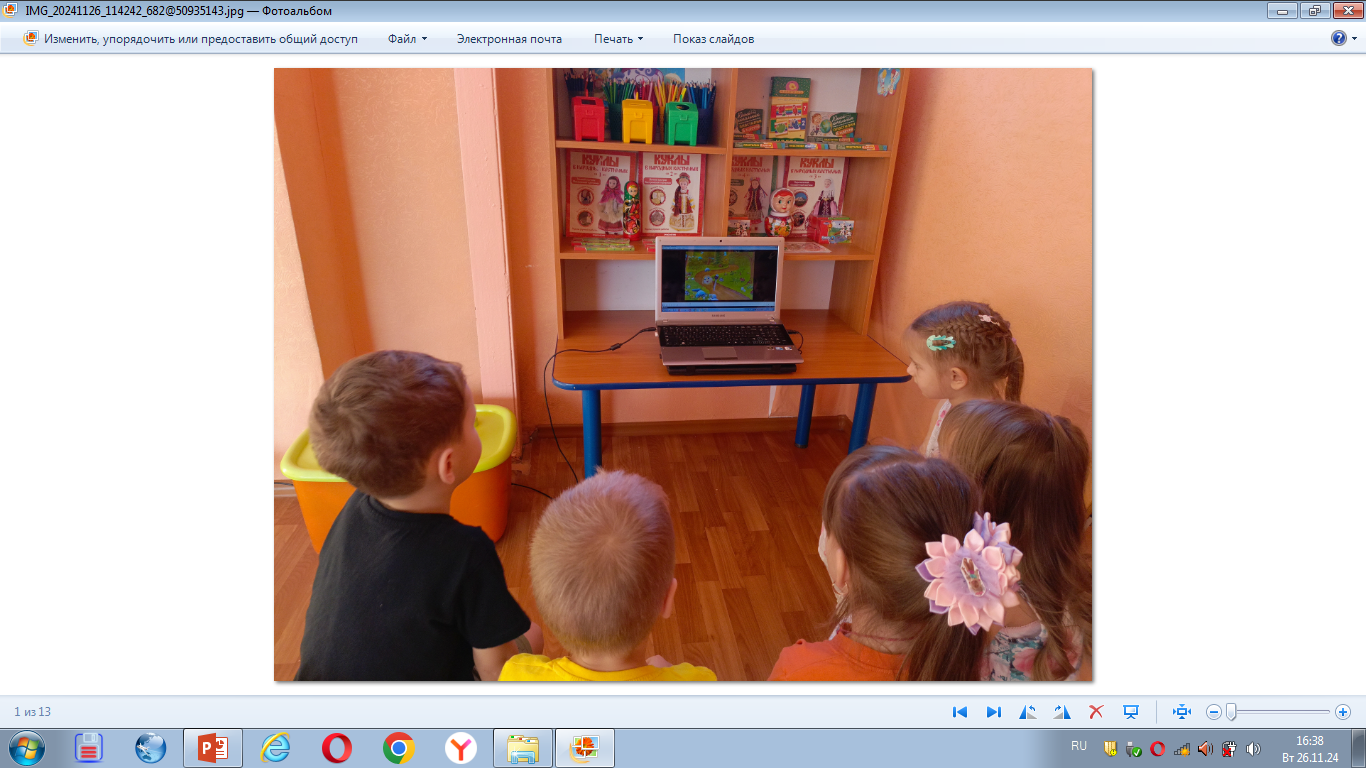 IMG_20241126_114242_682@50935143.jpg — Фотоальбом
Изменить, упорядочить или предоставить общий доступ Файл Электронная почта Печать Показ слайдов
КУКЛЫ КУКЛЫ КУКЛЫ КУКЛЫ
1 из 13
RU
16:38
Вт 26.11.24